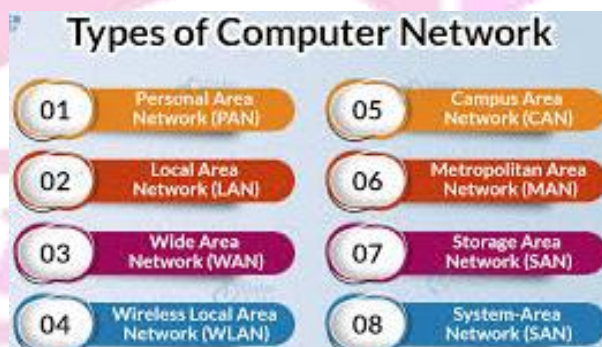 Types of Computer Network
01
Personal Area
Network (PAN)
02
Local Area
Network (LAN)
03
Wide Area
Network (WAN)
04
Wireless Local Area
Network (WLAN)
05
Campus Area
Network (CAN)
06
Metropolitan Area
Network (MAN)
07
Storage Area
Network (SAN)
08
System-Area
Network (SAN)